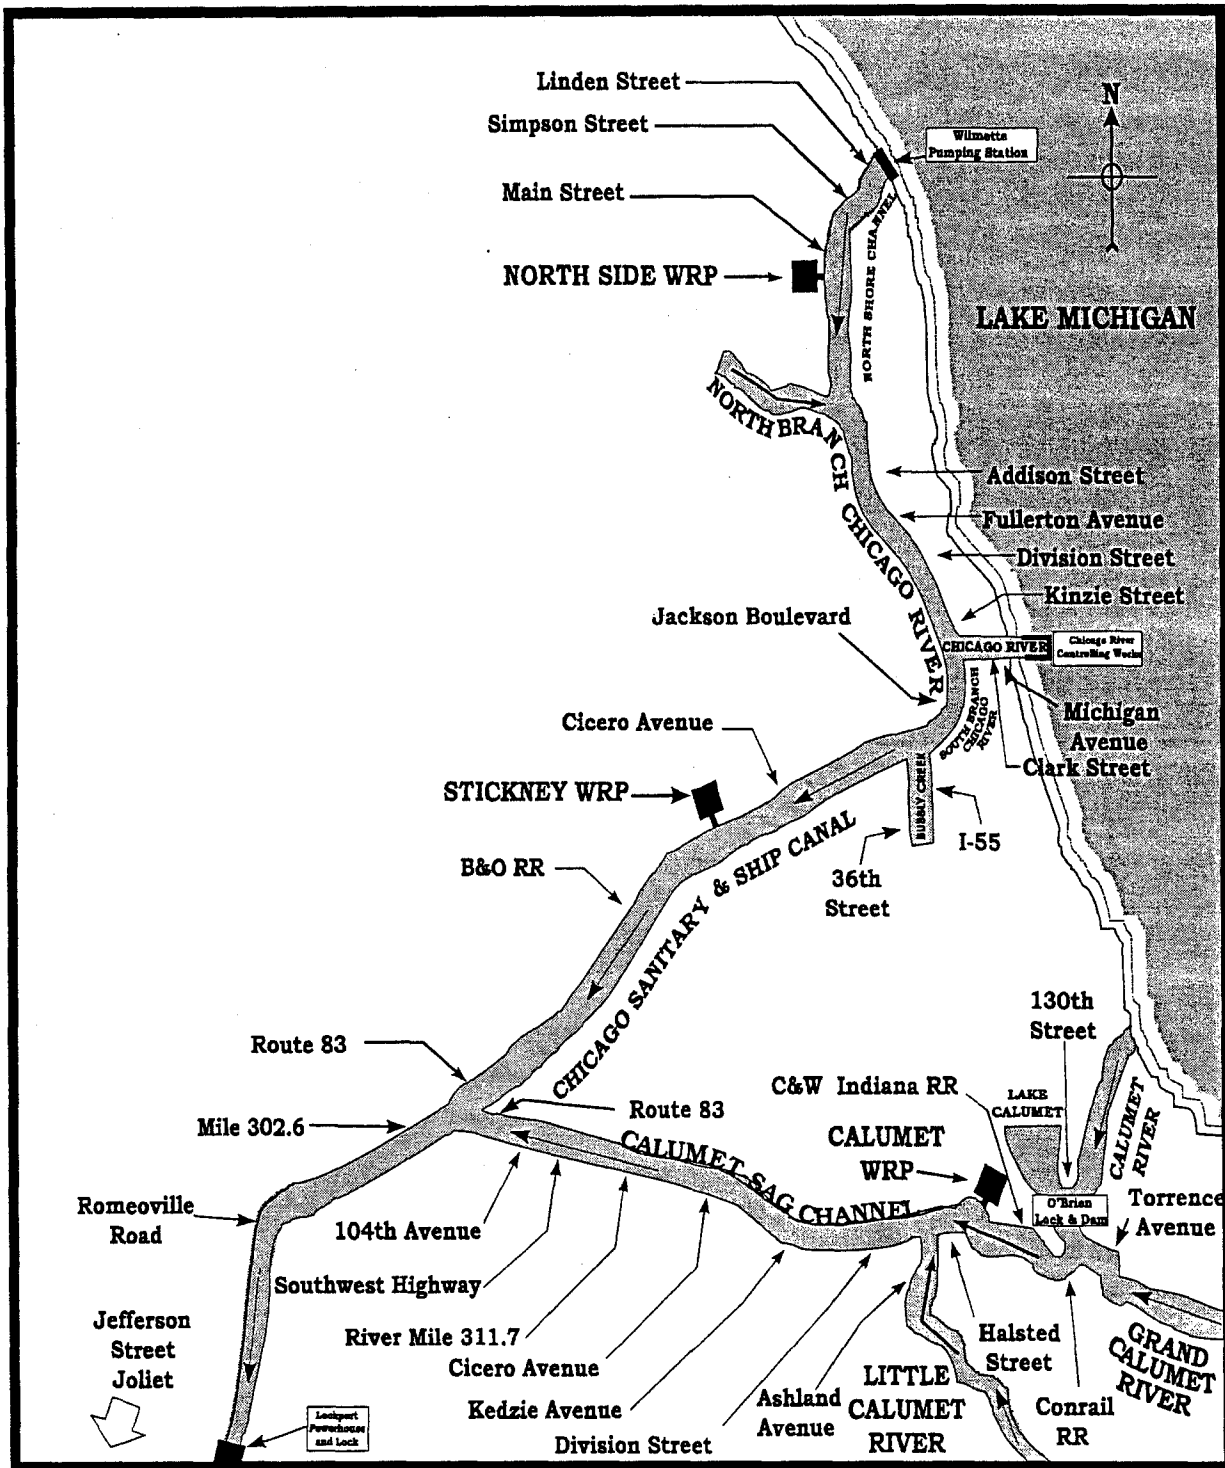 Linden Street
Simpson Street
Main Street
NORTH SIDE WRP
Wilmette
Pumping Station
N
NORTH SHORE CHANNEL
LAKE MICHIGAN
NORTH BRANCH CHICAGO RIVER
Addison Street
Fullerton Avenue
Division Street
Kinzie Street
Jackson Boulevard
CHICAGO RIVER
Chicago River
Controlling Works
SOUTH BRANCH
CHICAGO
RIVER
Michigan
Avenue
Clark Street
Cicero Avenue
STICKNEY WRP
BUBBLY CREEK
I-55
B&O RR
36th
Street
CHICAGO SANITARY & SHIP CANAL
130th
Street
Route 83
C&W Indiana RR
LAKE
CALUMET
CALUMET
RIVER
Route 83
Mile 302.6
CALUMET
WRP
CALUMET-SAG CHANNEL
O'Brien
Lock & Dam
Torrence
Avenue
Romeoville
Road
104th Avenue
Southwest Highway
River Mile 311.7
Cicero Avenue
Kedzie Avenue
Division Street
Ashland
Avenue
Halsted
Street
LITTLE
CALUMET
RIVER
Conrail
RR
GRAND
CALUMET
RIVER
Jefferson
Street
Joliet
Lockport
Powerhouse
and Lock